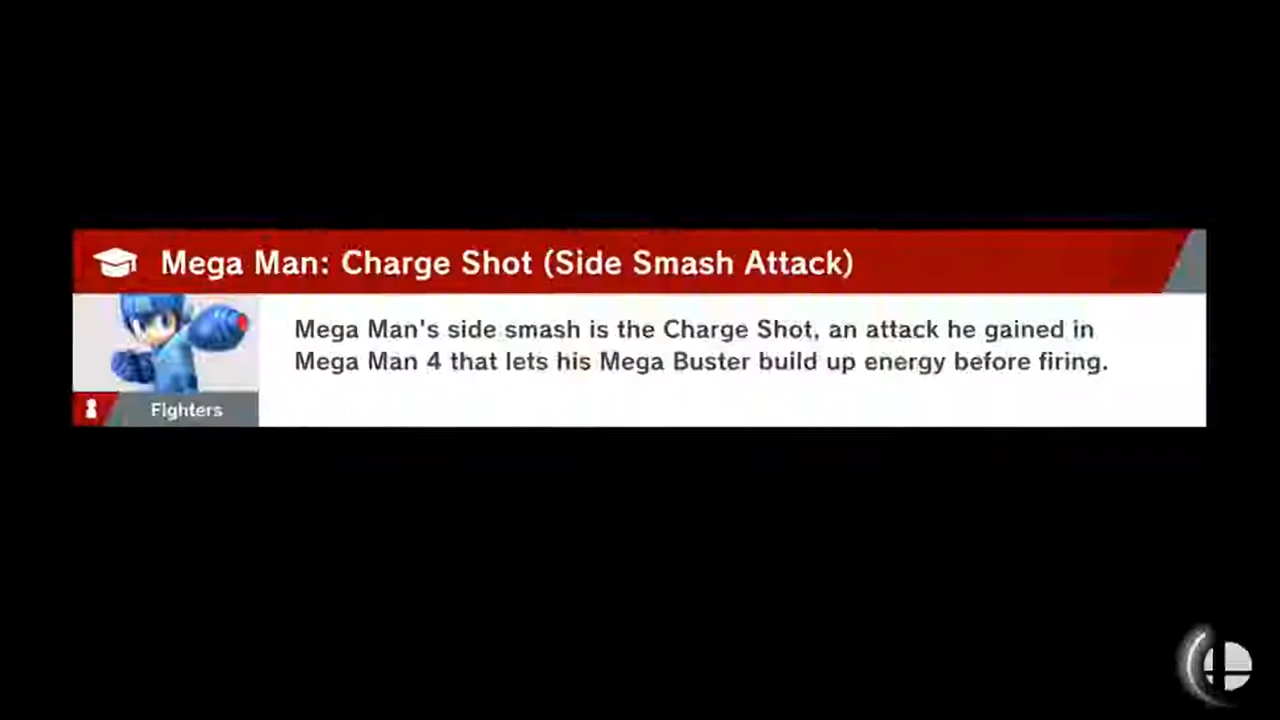 Mega Man: Charge Shot (Side Smash Attack)
Mega Man's side smash is the Charge Shot, an attack he gained in
Mega Man 4 that lets his Mega Buster build up energy before firing.
Fighters